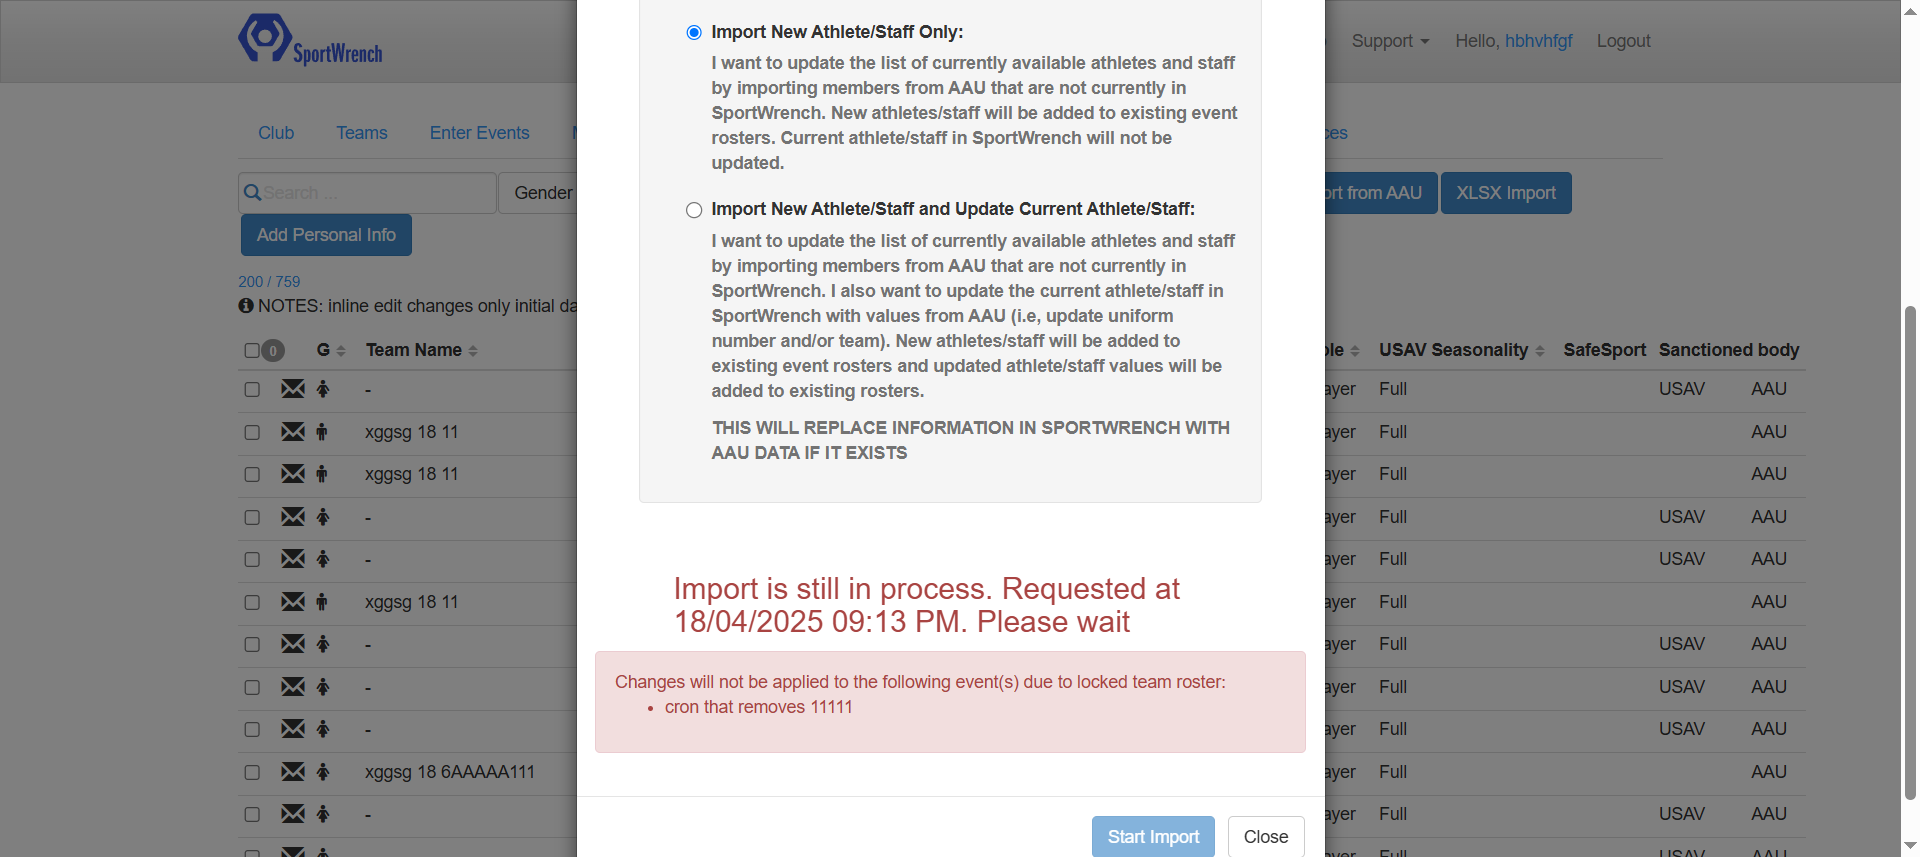 SportWrench
Support
Hello, hbhvhfgf
Logout
Club
Teams
Enter Events
Search ...
Gender
ort from AAU
XLSX Import
Add Personal Info
200 / 759
NOTES: inline edit changes only initial da
0
G
Team Name
USAV Seasonality
SafeSport
Sanctioned body
-
ayer
Full
USAV
AAU
xggsg 18 11
ayer
Full
AAU
xggsg 18 11
ayer
Full
AAU
-
ayer
Full
USAV
AAU
-
ayer
Full
USAV
AAU
xggsg 18 11
ayer
Full
AAU
-
ayer
Full
USAV
AAU
-
ayer
Full
USAV
AAU
-
ayer
Full
USAV
AAU
xggsg 18 6AAAAA111
ayer
Full
AAU
-
ayer
Full
USAV
AAU
Import New Athlete/Staff Only:
I want to update the list of currently available athletes and staff
by importing members from AAU that are not currently in
SportWrench. New athletes/staff will be added to existing event
rosters. Current athlete/staff in SportWrench will not be
updated.
Import New Athlete/Staff and Update Current Athlete/Staff:
I want to update the list of currently available athletes and staff
by importing members from AAU that are not currently in
SportWrench. I also want to update the current athlete/staff in
SportWrench with values from AAU (i.e, update uniform
number and/or team). New athletes/staff will be added to
existing event rosters and updated athlete/staff values will be
added to existing rosters.
THIS WILL REPLACE INFORMATION IN SPORTWRENCH WITH
AAU DATA IF IT EXISTS
Import is still in process. Requested at
18/04/2025 09:13 PM. Please wait
Changes will not be applied to the following event(s) due to locked team roster:
• cron that removes 11111
Start Import
Close